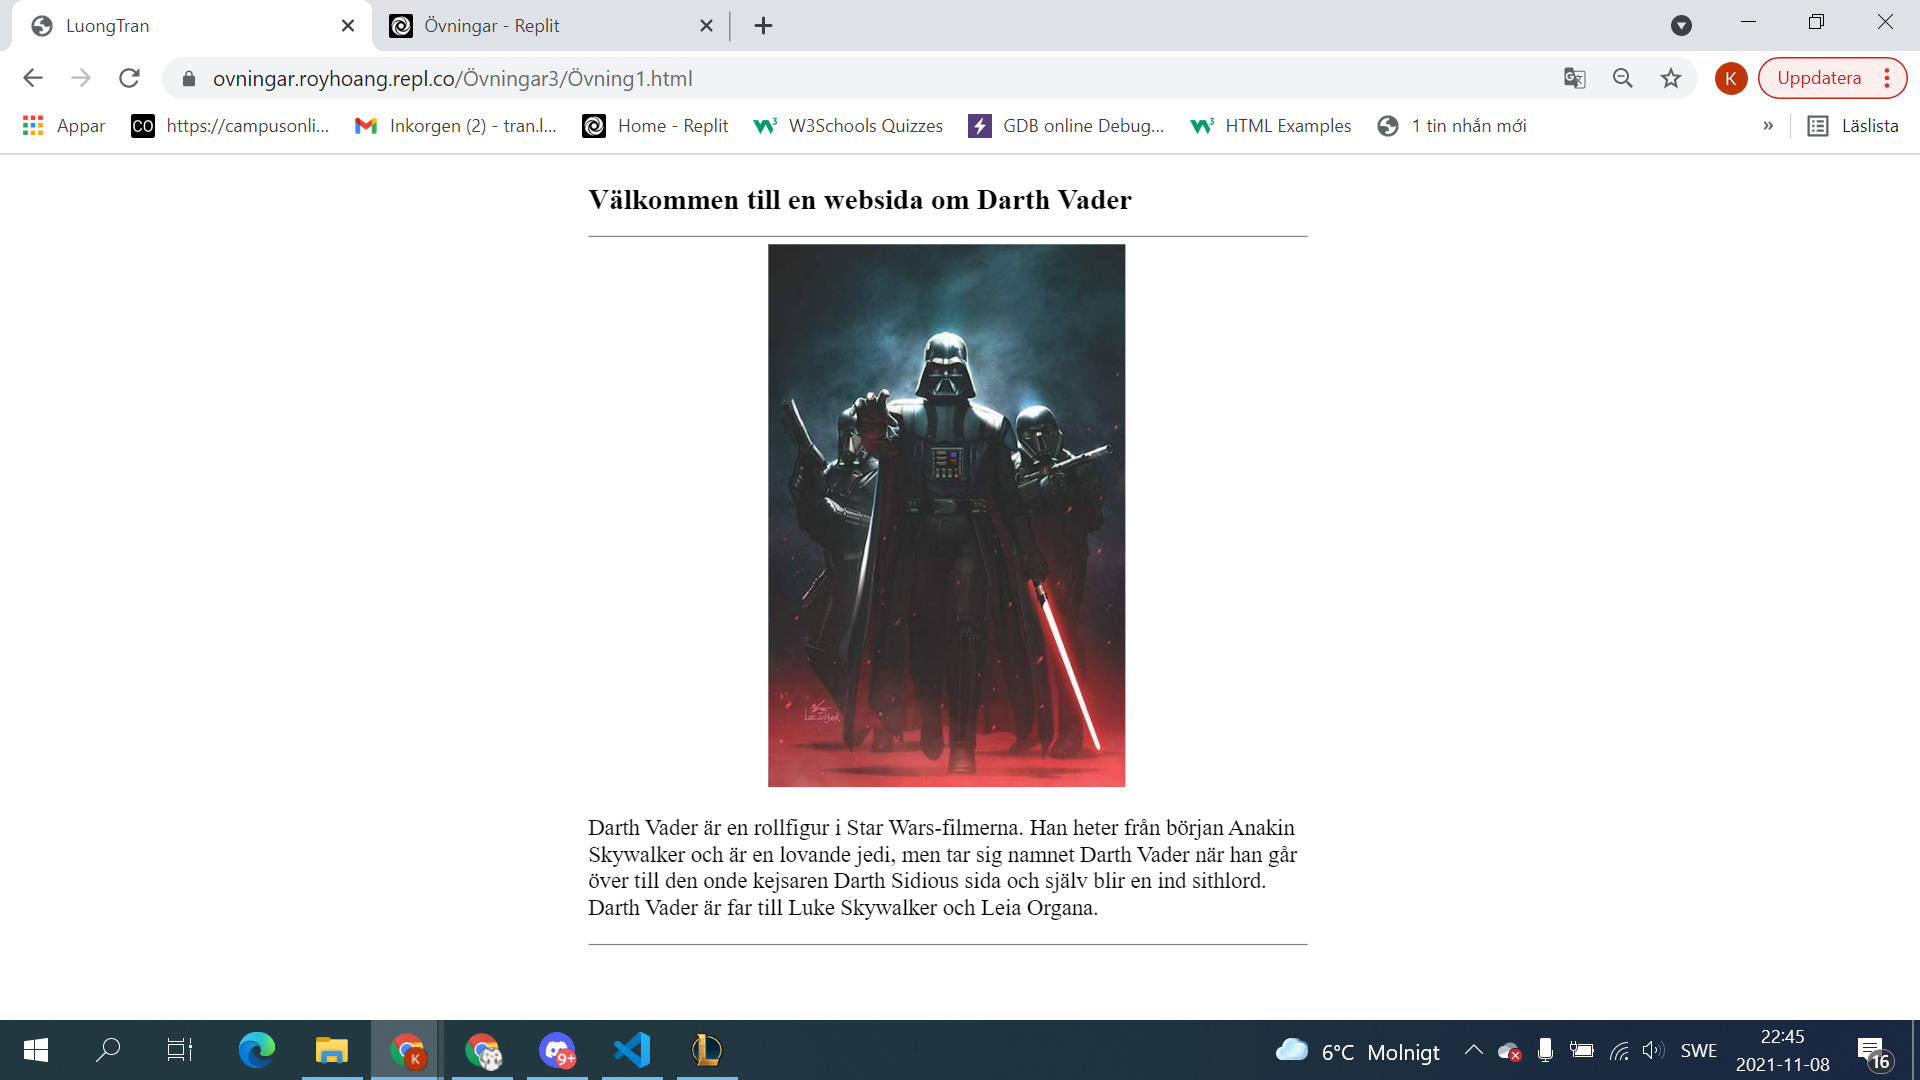 LuongTran
Övningar - Replit
ovningar.royhoang.repl.co/Övningar3/Övning1.html
K
Uppdatera
Appar
CO
https://campusonli...
Inkorgen (2) - tran.l...
Home - Replit
W3Schools Quizzes
GDB online Debug...
HTML Examples
1 tin nhắn mới
»
Läslista
Välkommen till en websida om Darth Vader
Darth Vader är en rollfigur i Star Wars-filmerna. Han heter från början Anakin
Skywalker och är en lovande jedi, men tar sig namnet Darth Vader när han går
över till den onde kejsaren Darth Sidious sida och själv blir en ind sithlord.
Darth Vader är far till Luke Skywalker och Leia Organa.
K
9+
6°C Molnigt
SWE
22:45
2021-11-08
16